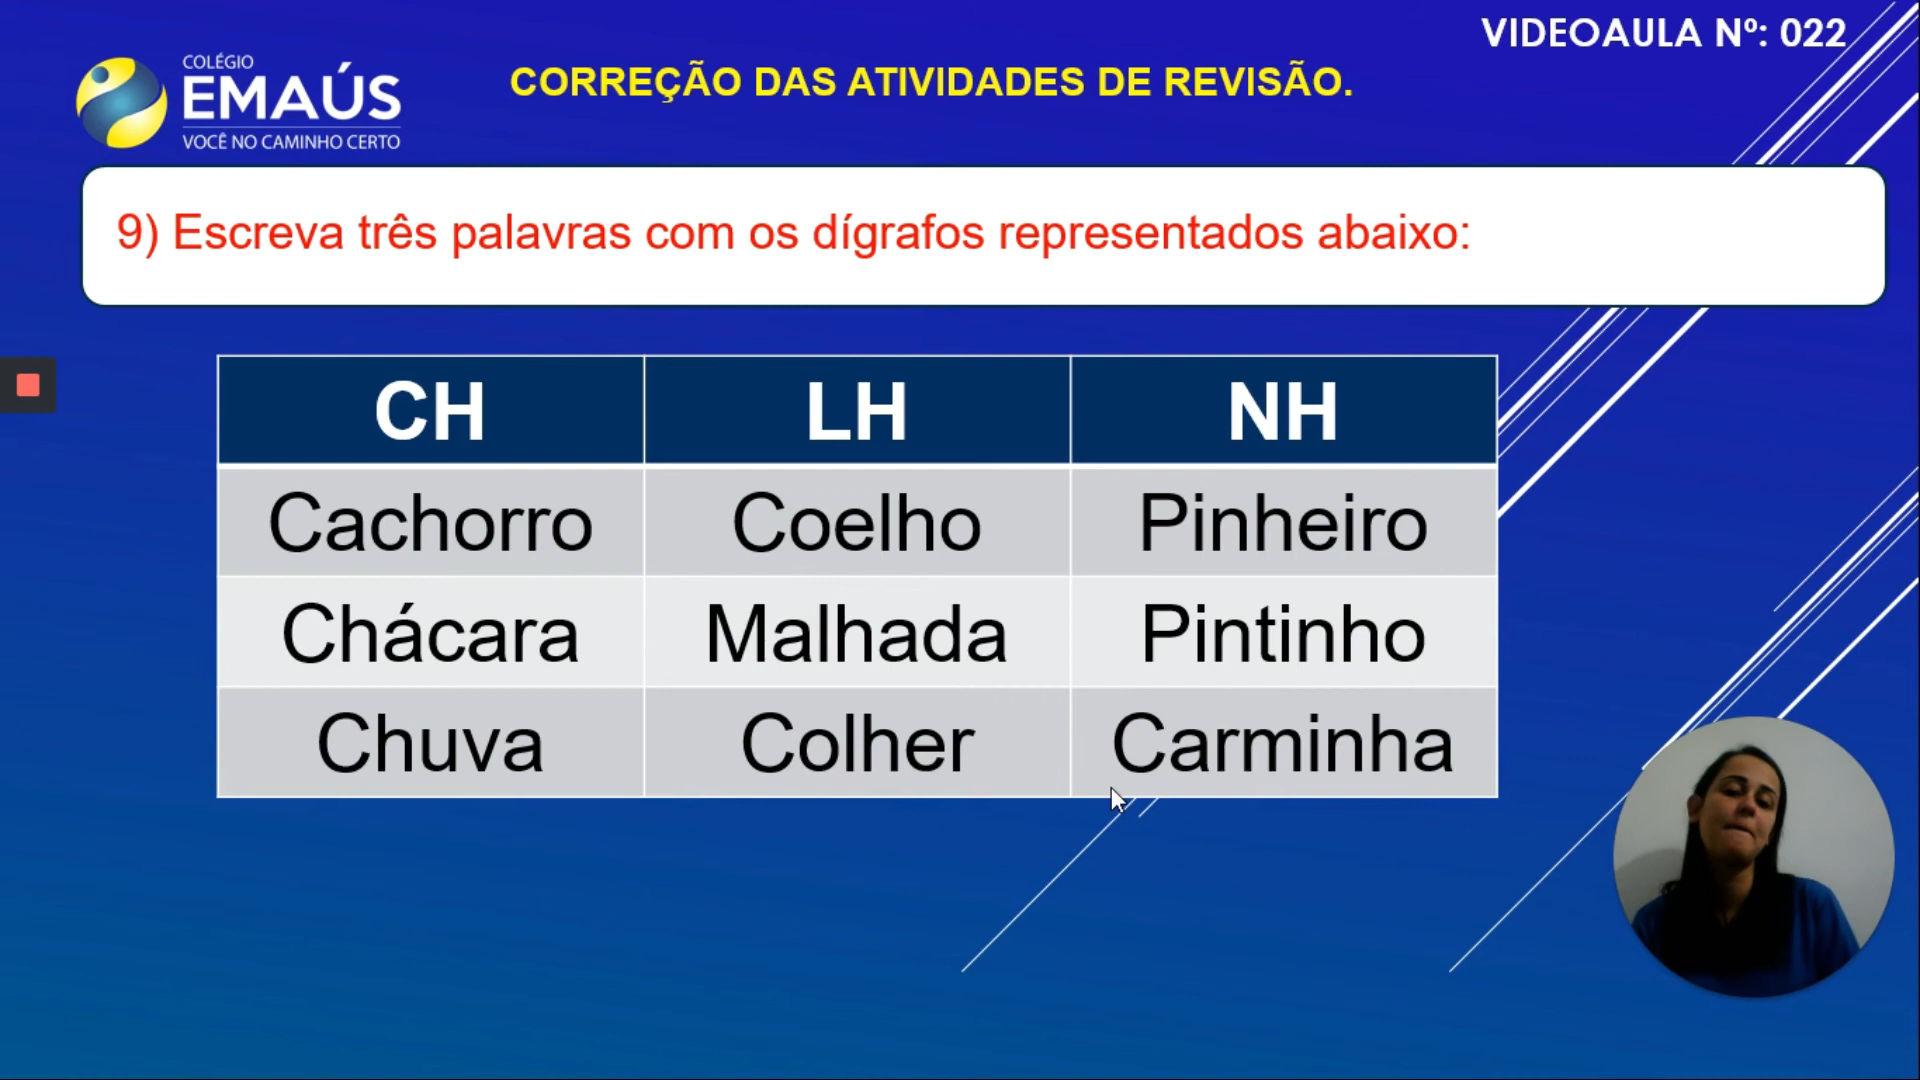 VIDEOAULA Nº: 022
COLÉGIO
EMAÚS
VOCÊ NO CAMINHO CERTO
CORREÇÃO DAS ATIVIDADES DE REVISÃO.
9) Escreva três palavras com os dígrafos representados abaixo:
CH LH NH
Cachorro Coelho Pinheiro
Chácara Malhada Pintinho
Chuva Colher Carminha